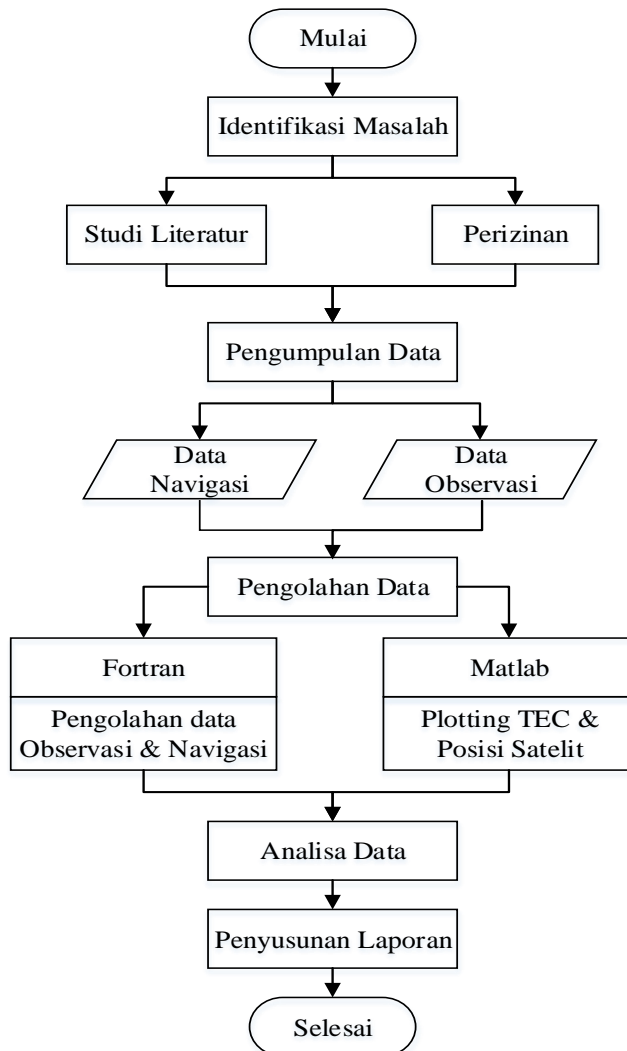 Mulai
Identifikasi Masalah
Studi Literatur
Perizinan
Pengumpulan Data
Data
Navigasi
Data
Observasi
Pengolahan Data
Fortran
Pengolahan data
Observasi & Navigasi
Matlab
Plotting TEC &
Posisi Satelit
Analisa Data
Penyusunan Laporan
Selesai